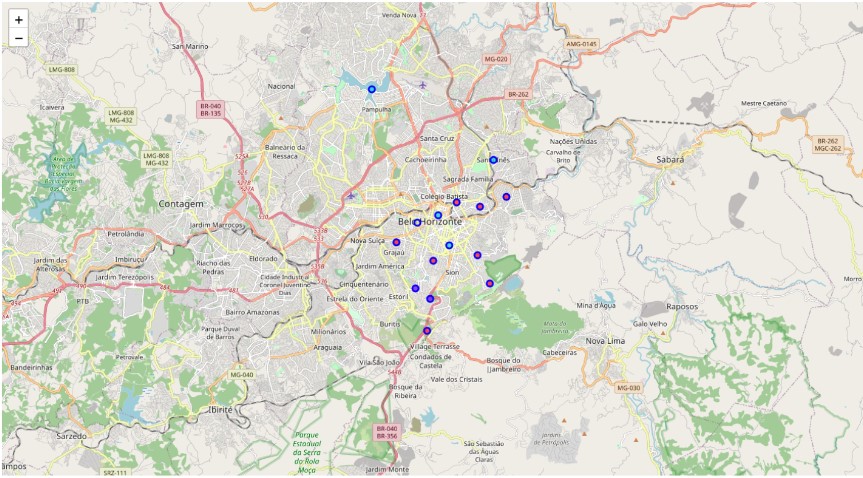 +
−
Venda Nova
San Marino
MG-020
AMG-0145
LMG-808
Nacional
BR-262
Icaivera
BR-040
BR-135
Pampulha
Mestre Caetano
LMG-808
MG-432
Santa Cruz
Nações Unidas
BR-262
MGC-262
Balneário da
Ressaca
Cachoeirinha
Carvalho de
Brito
Sabará
LMG-808
MG-432
Sagrada Família
Colégio Batista
Contagem
Jardim Marrocos
Belo Horizonte
Petrolândia
Nova Suíça
Grajaú
Jardim das
Alterosas
Imbiruçu
Riacho das
Pedras
Eldorado
Jardim América
Sion
Jardim Terezópolis
Cidade Industrial
Coronel Juventino
Dias
Cinquentenário
PTB
Estrela do Oriente
Estoril
Mina d'Água
Raposos
Bairro Amazonas
Buritis
Galo Velho
Parque Duval
de Barros
Milionários
Nova Lima
Araguaia
Village Terrasse
Cabeceiras
Petrovale
Vila São João
Condados de
Castela
Bosque do
Jambreiro
Bandeirinhas
MG-040
Vale dos Cristais
MG-030
Bosque da
Ribeira
Ibirité
Sarzedo
Parque
Estadual
da Serra
do Rola
Moça
BR-040
BR-356
São Sebastião
das Águas
Claras
Jardins
de Petrópolis
SRZ-111
Jardim Monte